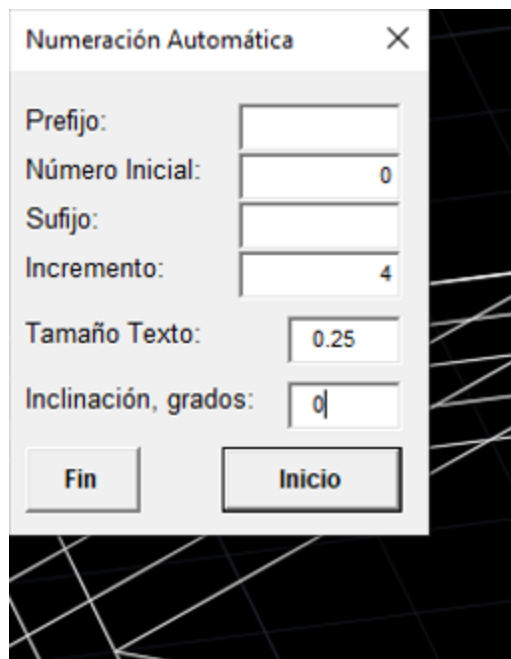 Numeración Automática
Prefijo:
Número Inicial: 0
Sufijo:
Incremento: 4
Tamaño Texto: 0.25
Inclinación, grados: 0
Fin Inicio